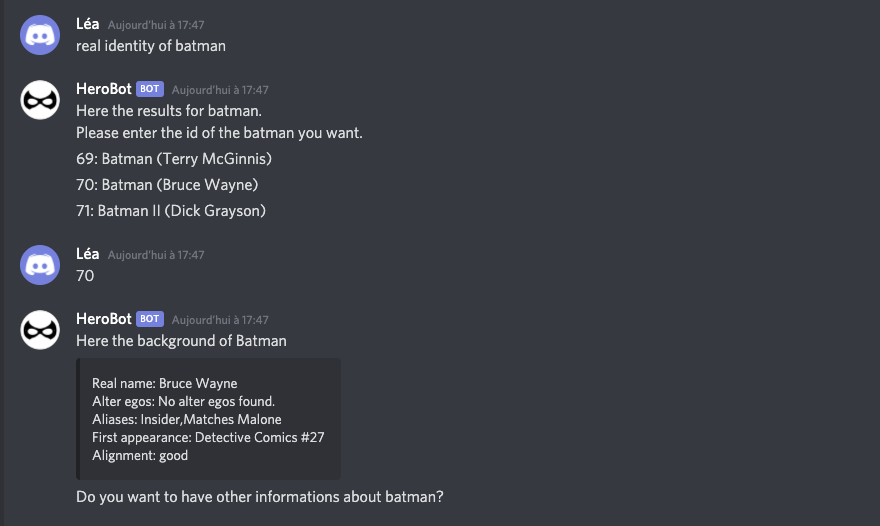 Léa Aujourd'hui à 17:47
real identity of batman
HeroBot BOT Aujourd'hui à 17:47
Here the results for batman.
Please enter the id of the batman you want.
69: Batman (Terry McGinnis)
70: Batman (Bruce Wayne)
71: Batman II (Dick Grayson)
Léa Aujourd'hui à 17:47
70
HeroBot BOT Aujourd'hui à 17:47
Here the background of Batman
Real name: Bruce Wayne
Alter egos: No alter egos found.
Aliases: Insider,Matches Malone
First appearance: Detective Comics #27
Alignment: good
Do you want to have other informations about batman?